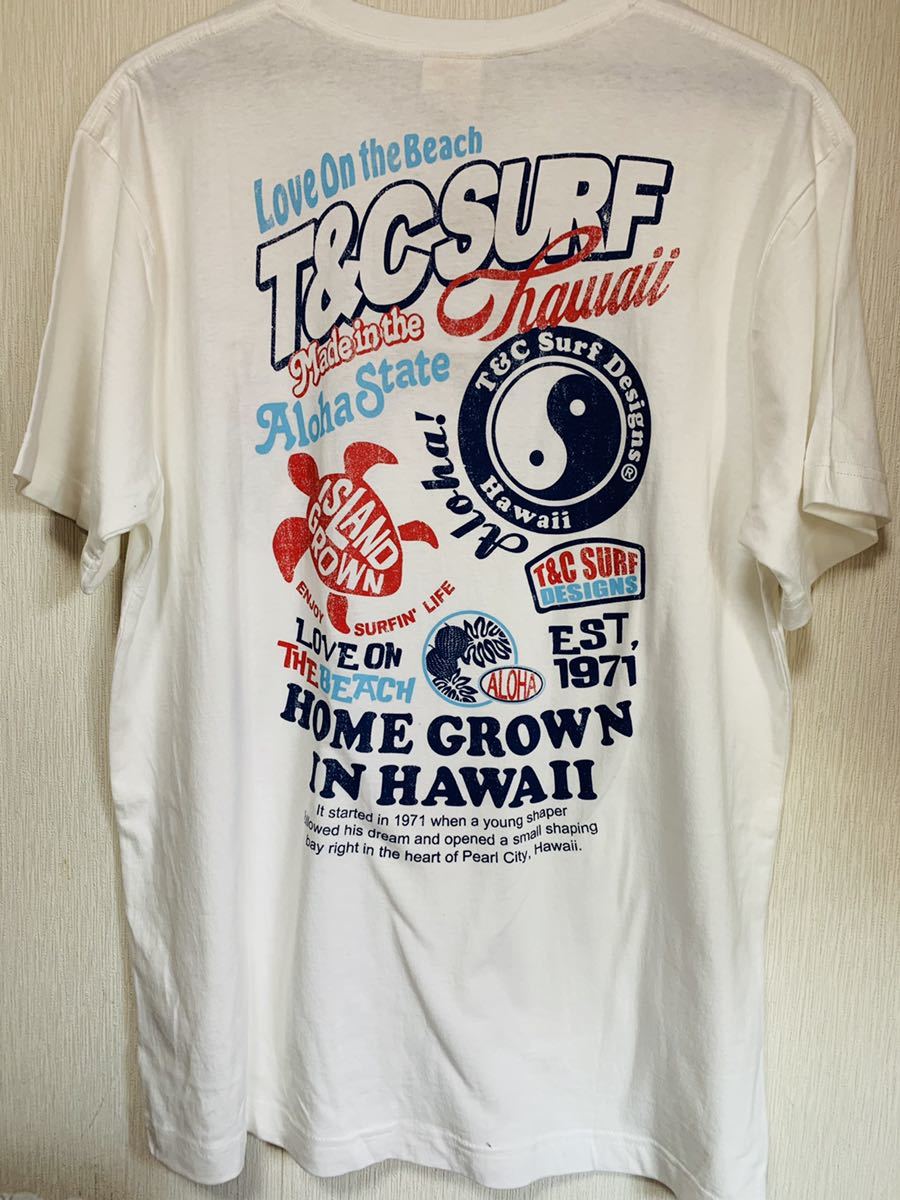 Love On the Beach
T&C SURF
hawaii
Made in the
Aloha State
T&C Surf Designs®
Hawaii
Aloha!
ISLAND
GROWN
ENJOY SURFIN' LIFE
T&C SURF
DESIGNS
LOVE ON
THE BEACH
ALOHA
EST,
1971
HOME GROWN
IN HAWAII
It started in 1971 when a young shaper
his dream and opened a small shaping
bay right in the heart of Pearl City, Hawaii.